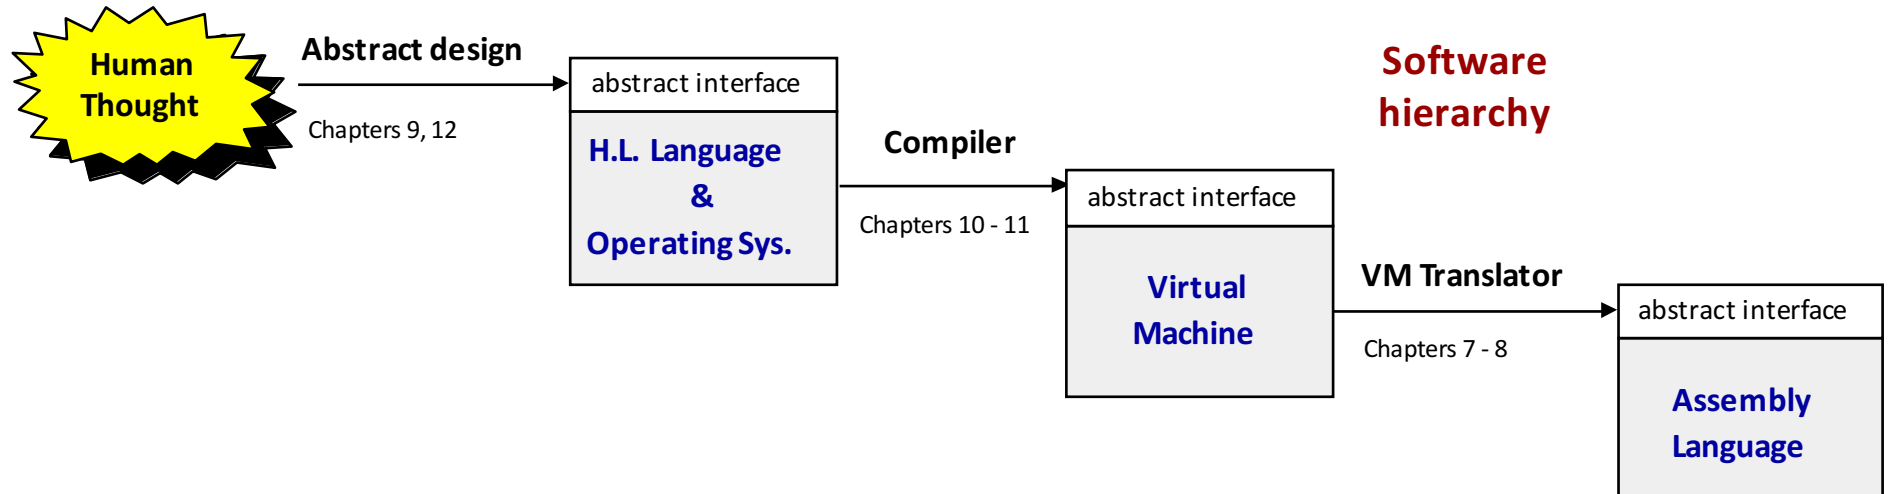 Human
Thought
Abstract design
Chapters 9, 12
abstract interface
H.L. Language
&
Operating Sys.
Compiler
Chapters 10 - 11
Software
hierarchy
abstract interface
Virtual
Machine
VM Translator
Chapters 7 - 8
abstract interface
Assembly
Language